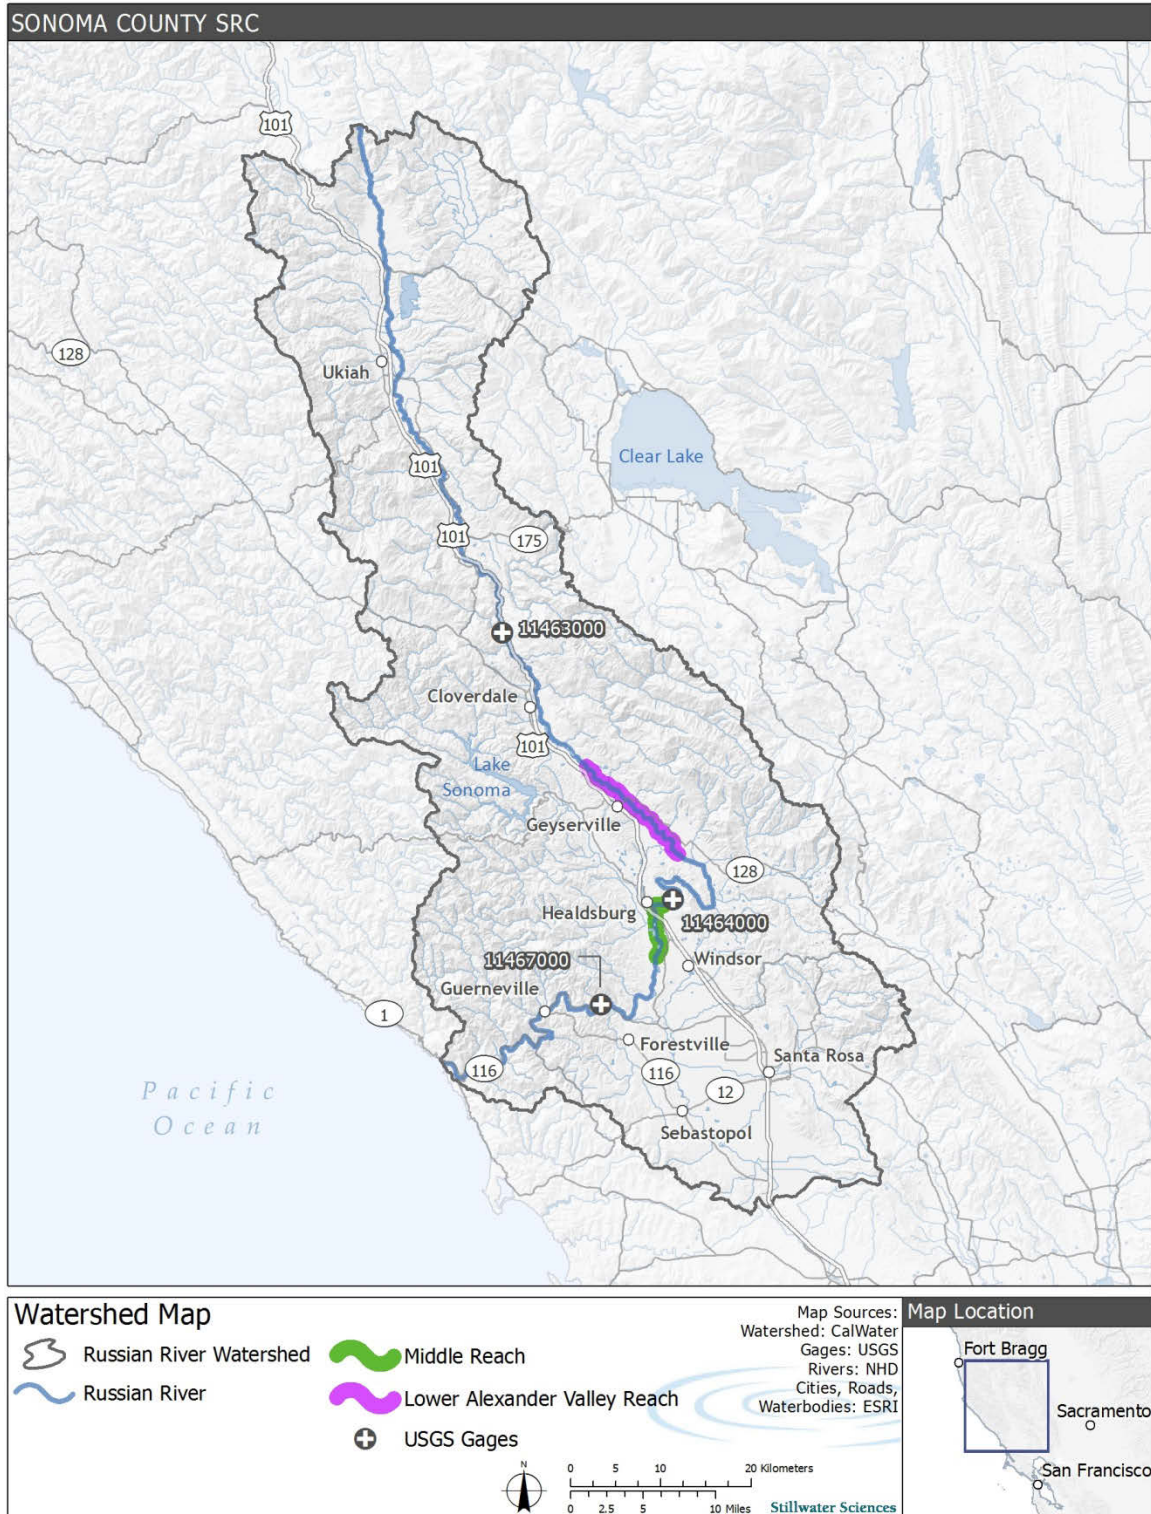 SONOMA COUNTY SRC
101
128
Ukiah
Clear Lake
101
101
175
11463000
Cloverdale
101
Lake
Sonoma
Geyserville
128
Healdsburg
11464000
11467000
Windsor
Guerneville
1
Forestville
Santa Rosa
116
116
12
Pacific
Ocean
Sebastopol
Watershed Map
Russian River Watershed
Russian River
Middle Reach
Lower Alexander Valley Reach
USGS Gages
Map Sources:
Watershed: CalWater
Gages: USGS
Rivers: NHD
Cities, Roads,
Waterbodies: ESRI
N
0 5 10 20 Kilometers
0 2.5 5 10 Miles
Stillwater Sciences
Map Location
Fort Bragg
Sacramento
San Francisco